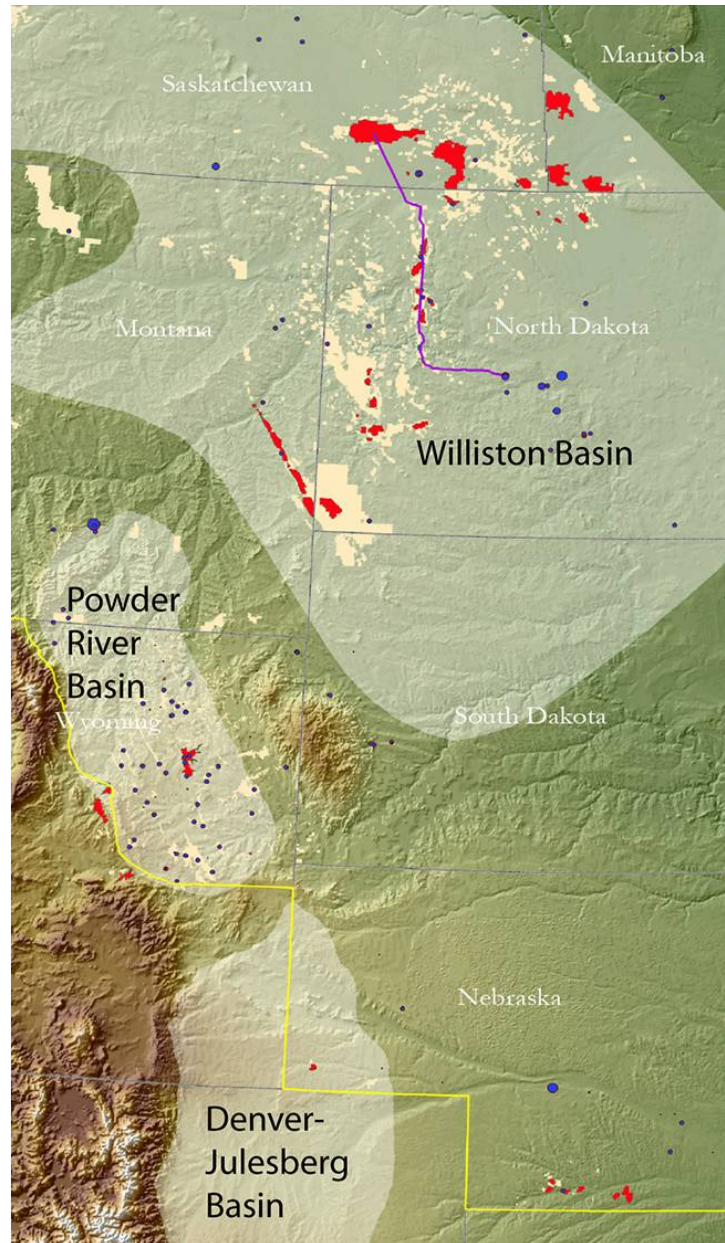 Manitoba
Saskatchewan
Montana
North Dakota
Williston Basin
Powder
River
Basin
Wyoming
South Dakota
Nebraska
Denver-
Julesberg
Basin